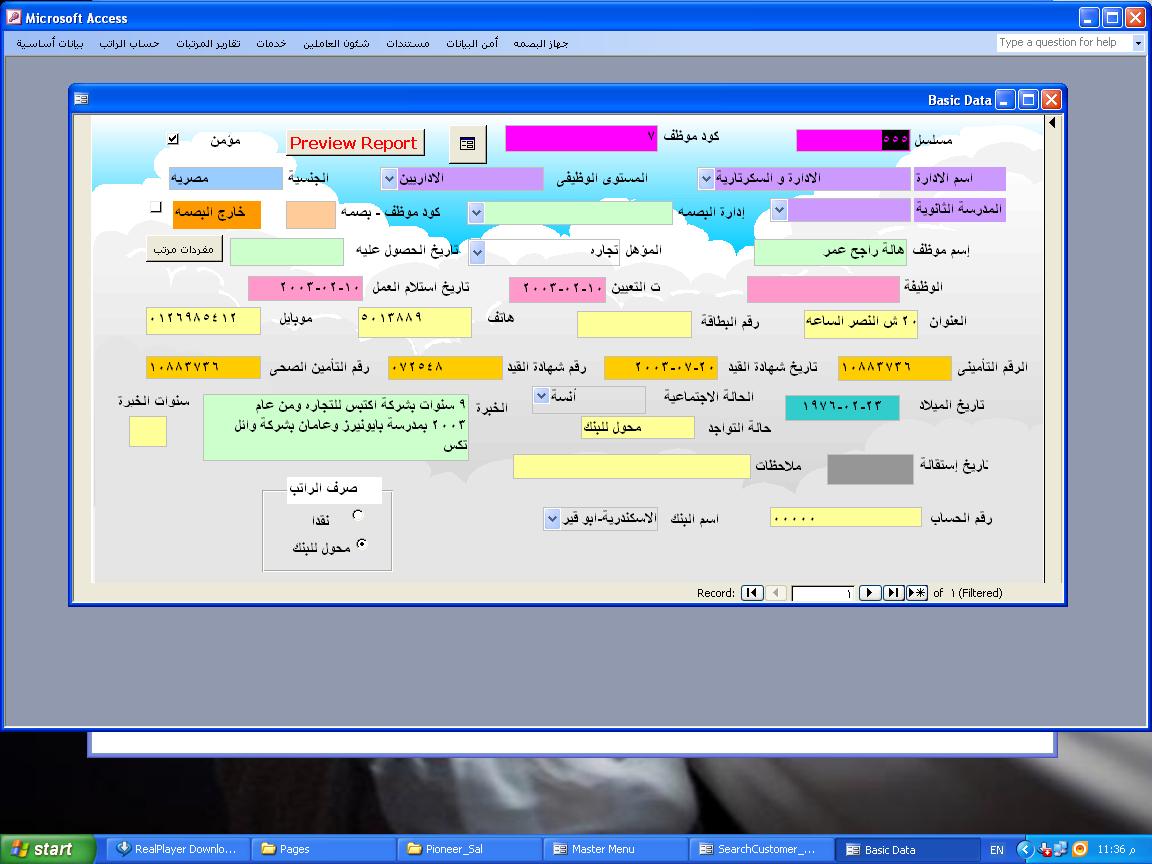 Microsoft Access
بيانات أساسية حساب الراتب تقارير المرتبات خدمات شئون العاملين مستندات أمن البيانات جهاز البصمه
Type a question for help
Basic Data
مسلسل ٥٥٥ كود موظف ٧ Preview Report مؤمن
اسم الادارة الادارة و السكرتارية المستوى الوظيفى الاداريين الجنسية مصريه
المدرسة الثانوية إدارة البصمه كود موظف - بصمه خارج البصمه
إسم موظف هالة راجح عمر المؤهل تجاره تاريخ الحصول عليه مفردات مرتب
الوظيفة ت التعيين ٢٠٠٣-٠٢-١٠ تاريخ استلام العمل ٢٠٠٣-٠٢-١٠
العنوان ٢٠ ش النصر الساعه رقم البطاقة هاتف ٥٠١٣٨٨٩ موبايل ٠١٢٦٩٨٥٤١٢
الرقم التأمينى ١٠٨٨٣٧٣٦ تاريخ شهادة القيد ٢٠٠٣-٠٧-٢٠ رقم شهادة القيد ٠٧٢٥٤٨ رقم التأمين الصحى ١٠٨٨٣٧٣٦
تاريخ الميلاد ١٩٧٦-٠٢-٢٣ الحالة الاجتماعية أنسة الخبرة
٩ سنوات بشركة اكتبس للتجاره ومن عام
٢٠٠٣ بمدرسة بايونيرز وعامان بشركة وائل
تكس
سنوات الخبرة
حالة التواجد محول للبنك
تاريخ إستقالة ملاحظات
صرف الراتب
نقدا
محول للبنك
رقم الحساب ٠٠٠٠٠ اسم البنك الاسكندرية-ابو قير
Record: ١ of ١ (Filtered)
start RealPlayer Downlo... Pages Pioneer_Sal Master Menu SearchCustomer_... Basic Data EN 11:36 م